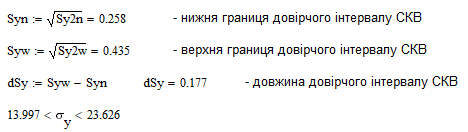 Syn := √Sy2n = 0.258 - нижня границя довірчого інтервалу СКВ
Syw := √Sy2w = 0.435 - верхня границя довірчого інтервалу СКВ
dSy := Syw − Syn dSy = 0.177 - довжина довірчого інтервалу СКВ
13.997 < σy < 23.626